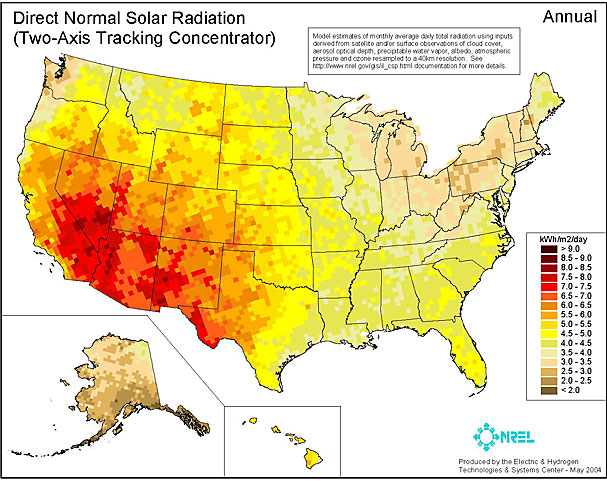 Direct Normal Solar Radiation
(Two-Axis Tracking Concentrator)
Annual
Model estimates of monthly average daily total radiation using inputs
derived from satellite and/or surface observations of cloud cover,
aerosol optical depth, precipitable water vapor, albedo, atmospheric
pressure and ozone resampled to a 40km resolution. See
http://www.nrel.gov/gis/il_csp.html documentation for more details.
kWh/m2/day
> 9.0
8.5 - 9.0
8.0 - 8.5
7.5 - 8.0
7.0 - 7.5
6.5 - 7.0
6.0 - 6.5
5.5 - 6.0
5.0 - 5.5
4.5 - 5.0
4.0 - 4.5
3.5 - 4.0
3.0 - 3.5
2.5 - 3.0
2.0 - 2.5
< 2.0
NREL
Produced by the Electric & Hydrogen
Technologies & Systems Center - May 2004